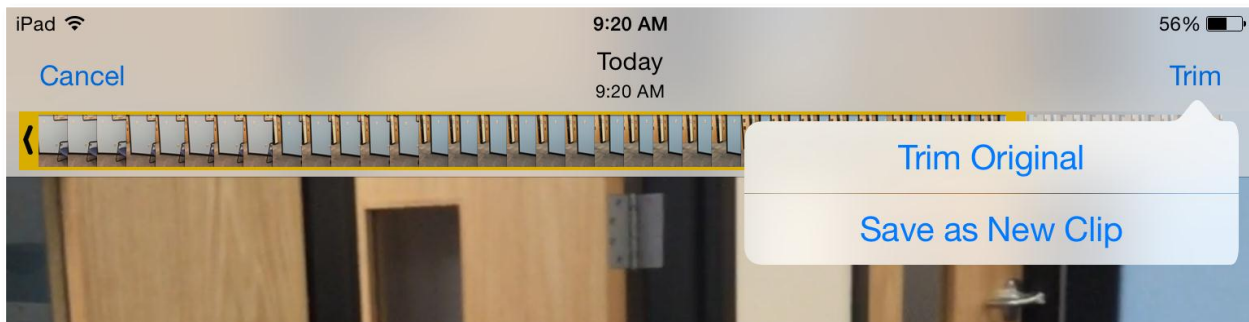 iPad
9:20 AM
56%
Cancel
Today
9:20 AM
Trim
Trim Original
Save as New Clip